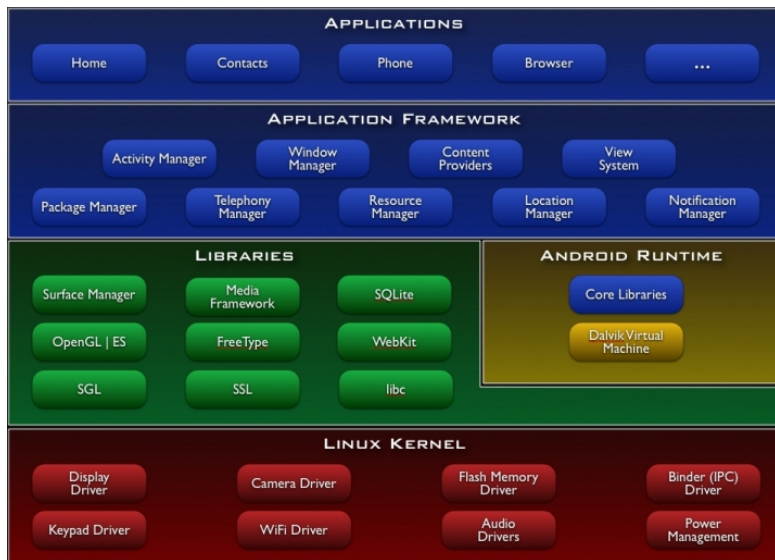 APPLICATIONS
Home
Contacts
Phone
Browser
...
APPLICATION FRAMEWORK
Activity Manager
Window
Manager
Content
Providers
View
System
Package Manager
Telephony
Manager
Resource
Manager
Location
Manager
Notification
Manager
LIBRARIES
Surface Manager
Media
Framework
SQLite
OpenGL | ES
FreeType
WebKit
SGL
SSL
libc
ANDROID RUNTIME
Core Libraries
Dalvik Virtual
Machine
LINUX KERNEL
Display
Driver
Camera Driver
Flash Memory
Driver
Binder (IPC)
Driver
Keypad Driver
WiFi Driver
Audio
Drivers
Power
Management